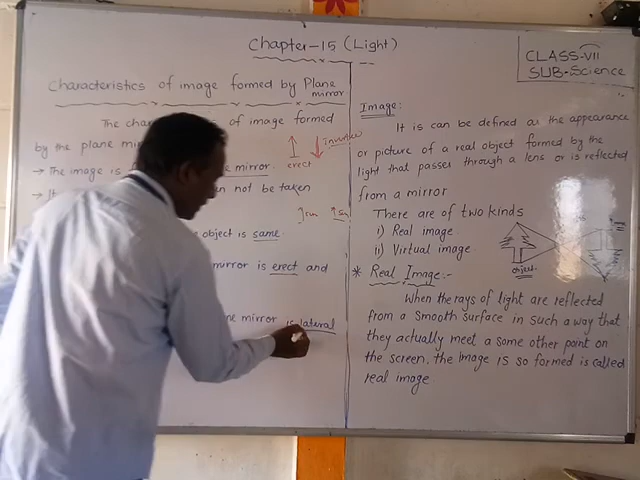 Chapter-15 (Light)
CLASS-VII
SUB-Science
Characteristics of image formed by Plane
mirror
The of image formed
by the plane
→ The image is mirror.
→ not be taken
object is same.
mirror is erect and
mirror is lateral
erect
Image:
It is can be defined as the appearance
or picture of a real object formed by the
light that passes through a lens or is reflected
from a mirror
There are of two kinds
i) Real image
ii) Virtual image
object
* Real Image:-
When the rays of light are reflected
from a smooth surface in such a way that
they actually meet a some other point on
the screen. the image is so formed is called
real image